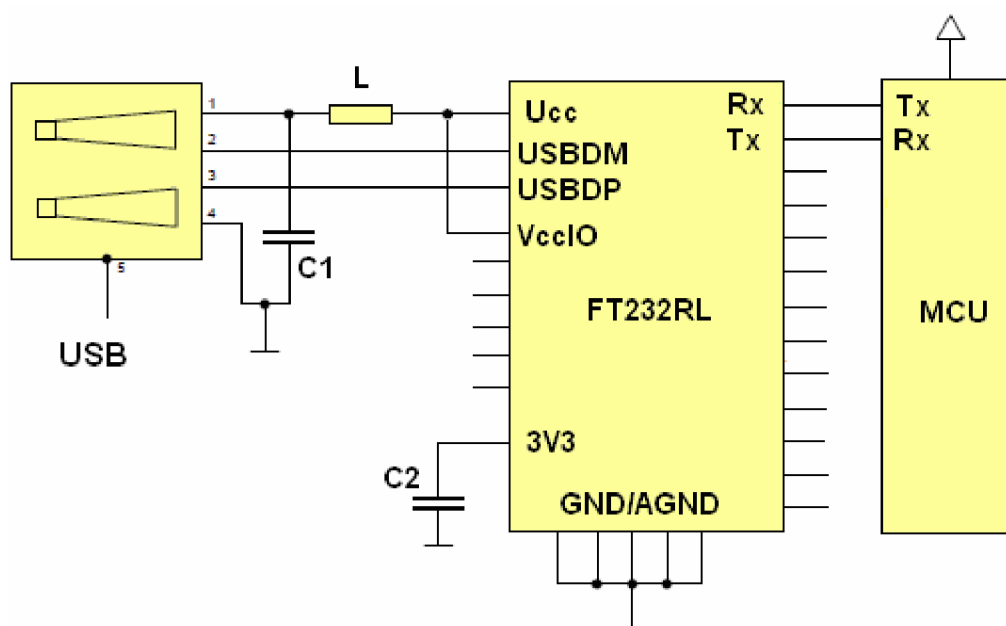 L
1
2
3
4
5
USB
C1
Ucc
USBDM
USBDP
VccIO
FT232RL
3V3
C2
GND/AGND
Rx
Tx
Tx
Rx
MCU